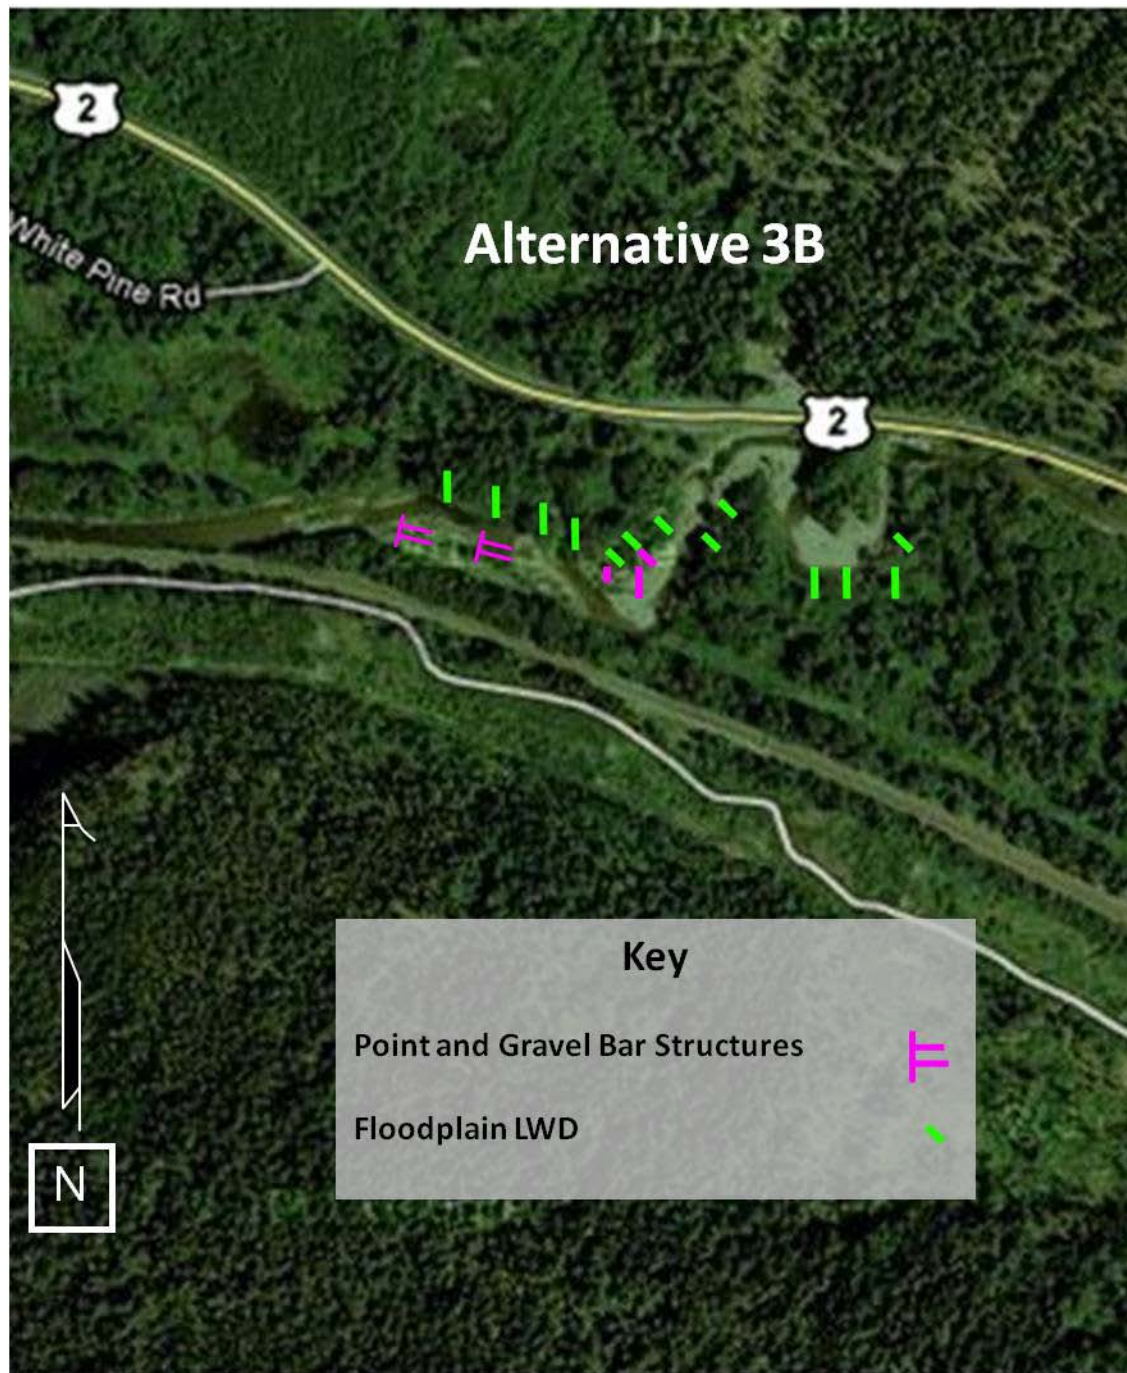 2
White Pine Rd
Alternative 3B
2
Key
Point and Gravel Bar Structures
Floodplain LWD
N